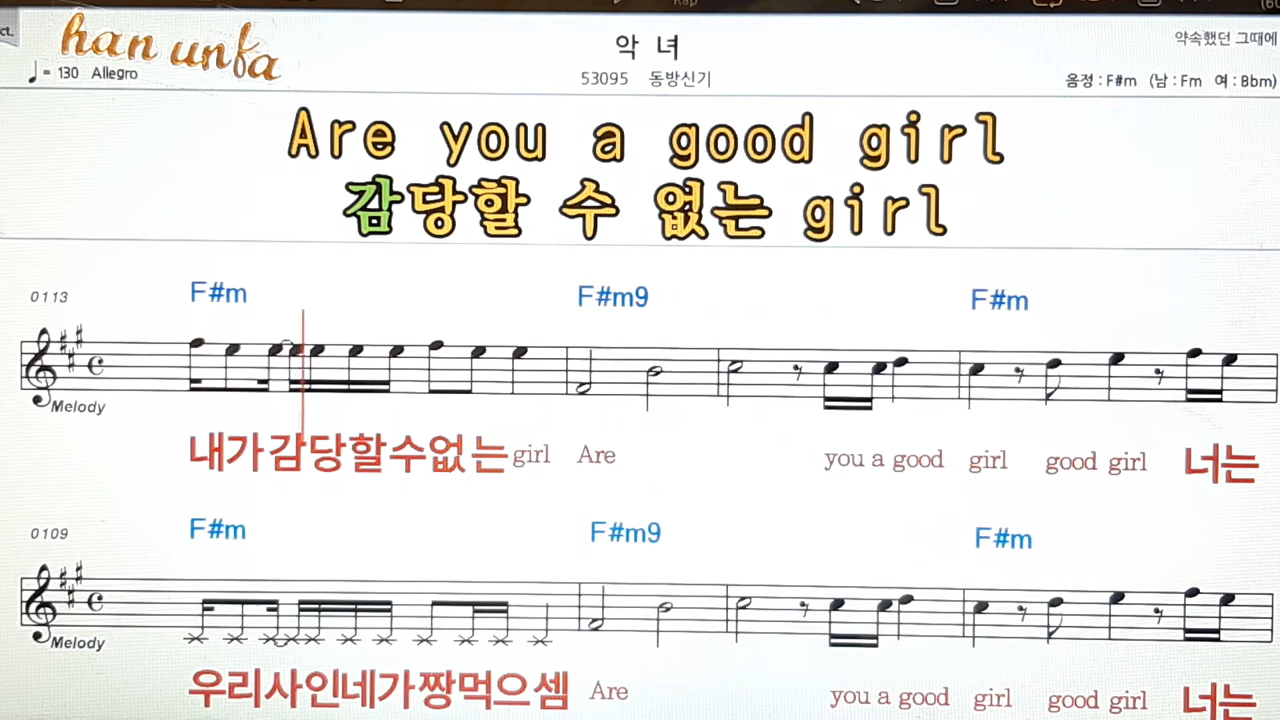 ct.
han unfa
악 녀
약속했던 그때에
♩= 130 Allegro
53095 동방신기
음정 : F#m (남 : Fm 여 : Bbm)
Are you a good girl
감당할 수 없는 girl
F#m F#m9 F#m
0113
Melody
내가감당할수없는girl Are you a good girl good girl 너는
F#m F#m9 F#m
0109
Melody
우리사인네가짱먹으셈 Are you a good girl good girl 너는